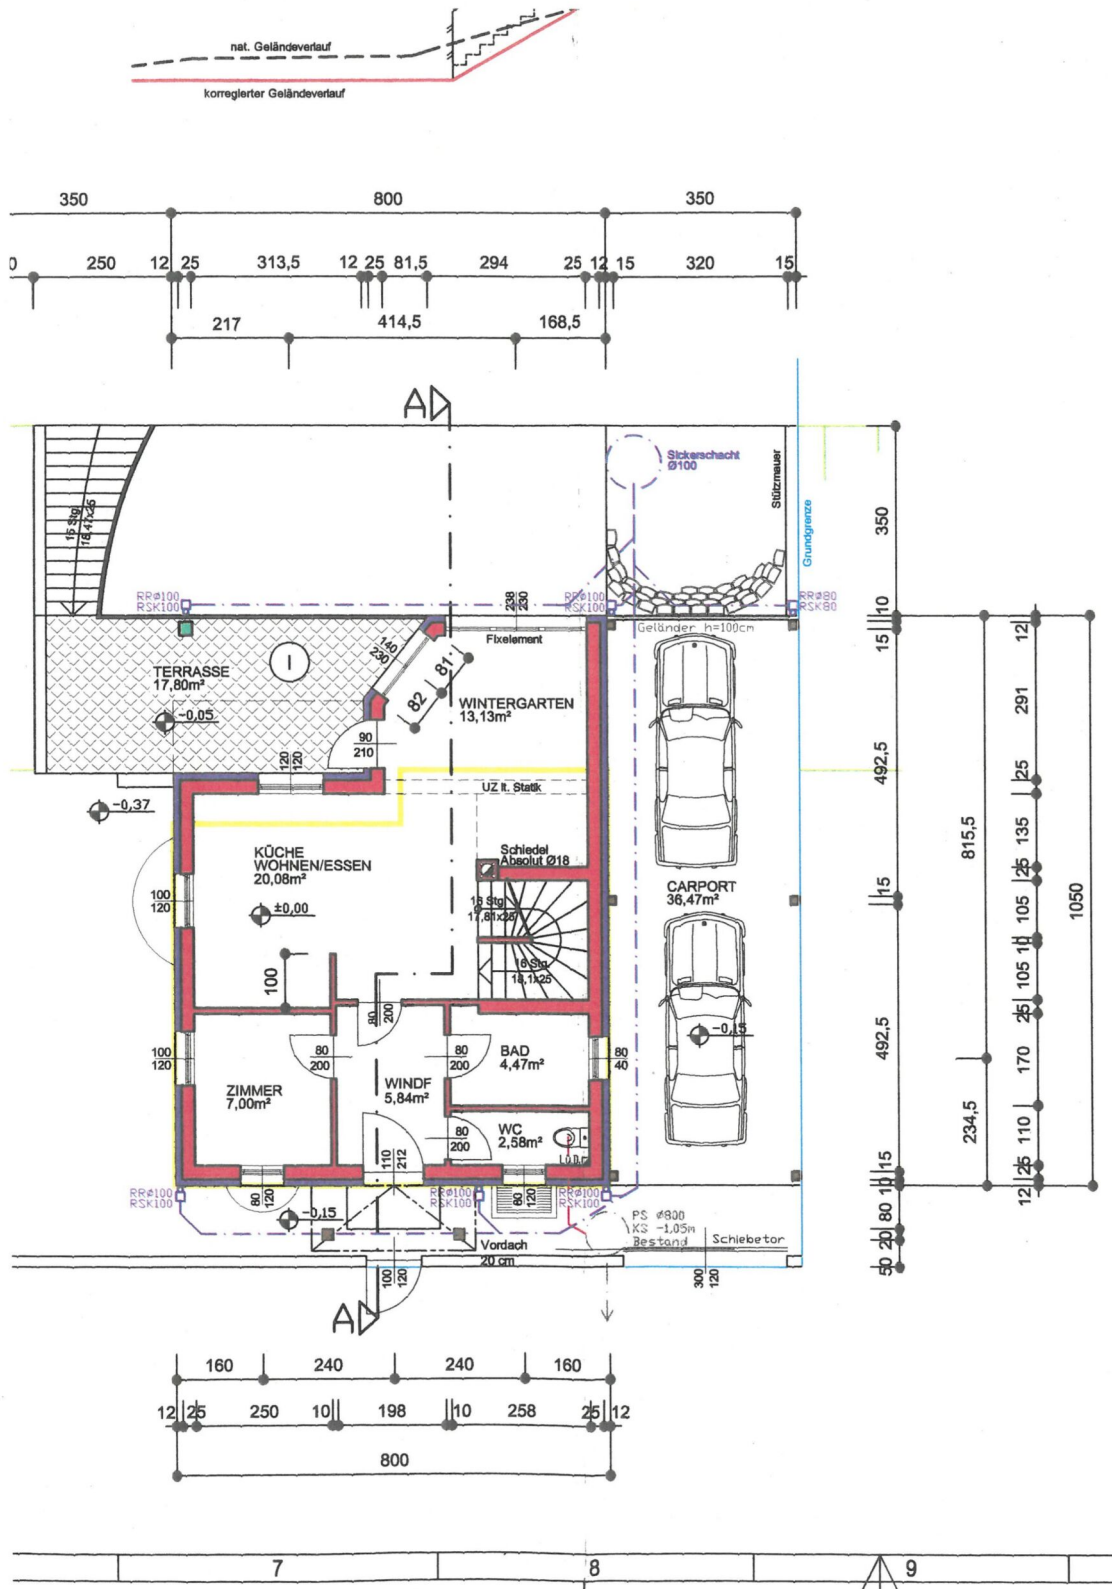 nat. Geländeverlauf
korregierter Geländeverlauf
350 800 350
0 250 12 25 313,5 12 25 81,5 294 25 12 15 320 15
217 414,5 168,5
A
Sickerschacht
Ø100
Stützmauer
Grundgrenze
16 Stg
18,47x25
350
RRØ100
RSK100
238
230
RRØ100
RSK100
RRØ80
RSK80
10
15
12
Fixelement
Geländer h=100cm
140
230
I
TERRASSE
17,80m²
82 81
WINTERGARTEN
13,13m²
-0,05
90
210
120
120
UZ lt. Statik
-0,37
291
492,5
25
KÜCHE
WOHNEN/ESSEN
20,08m²
Schiedel
Absolut Ø18
CARPORT
36,47m²
135
815,5
25
15
1050
100
120
±0,00
16 Stg
17,81x25
105
10
16 Stg
18,1x25
100
105
25
80
200
-0,15
492,5
100
120
80
200
80
200
BAD
4,47m²
80
40
ZIMMER
7,00m²
WINDF
5,84m²
170
234,5
WC
2,58m²
80
200
110
212
110
25
15
10
12
RRØ100
RSK100
80
120
-0,15
RRØ100
RSK100
60
120
RRØ100
RSK100
PS Ø800
KS -1,05m
Bestand
Schiebetor
Vordach
20 cm
80
20
50
100
120
300
120
A
160 240 240 160
12 25 250 10 198 10 258 25 12
800
7 8 9